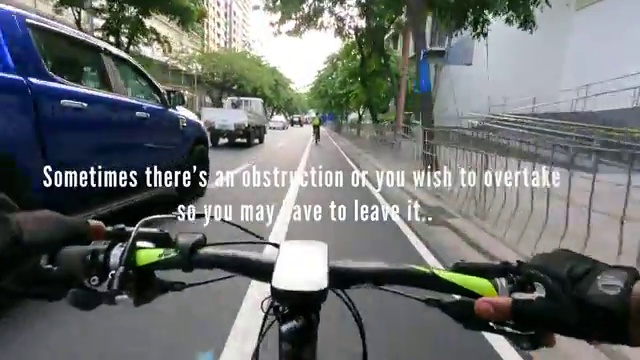 Sometimes there's an obstruction or you wish to overtake
so you may have to leave it..